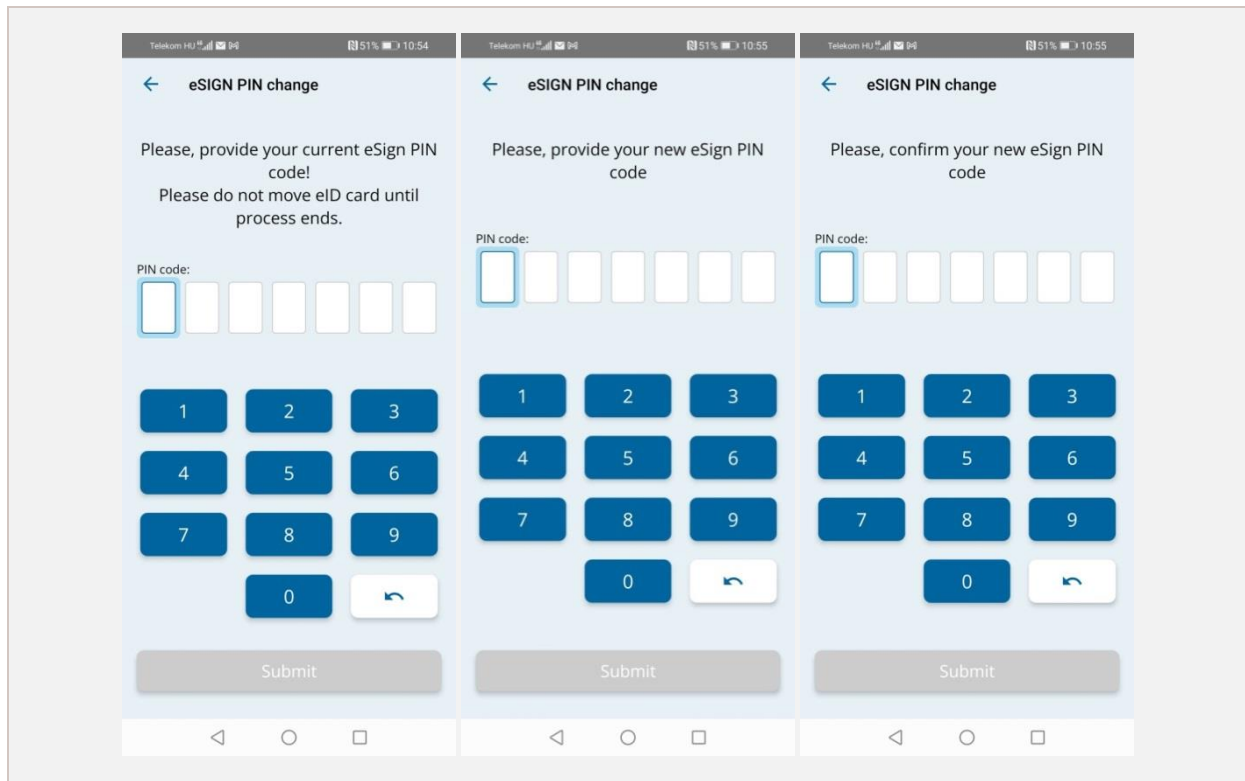 Telekom HU 51% 10:54
eSIGN PIN change
Please, provide your current eSign PIN
code!
Please do not move eID card until
process ends.
PIN code:
1 2 3
4 5 6
7 8 9
0
Submit
Telekom HU 51% 10:55
eSIGN PIN change
Please, provide your new eSign PIN
code
PIN code:
1 2 3
4 5 6
7 8 9
0
Submit
Telekom HU 51% 10:55
eSIGN PIN change
Please, confirm your new eSign PIN
code
PIN code:
1 2 3
4 5 6
7 8 9
0
Submit